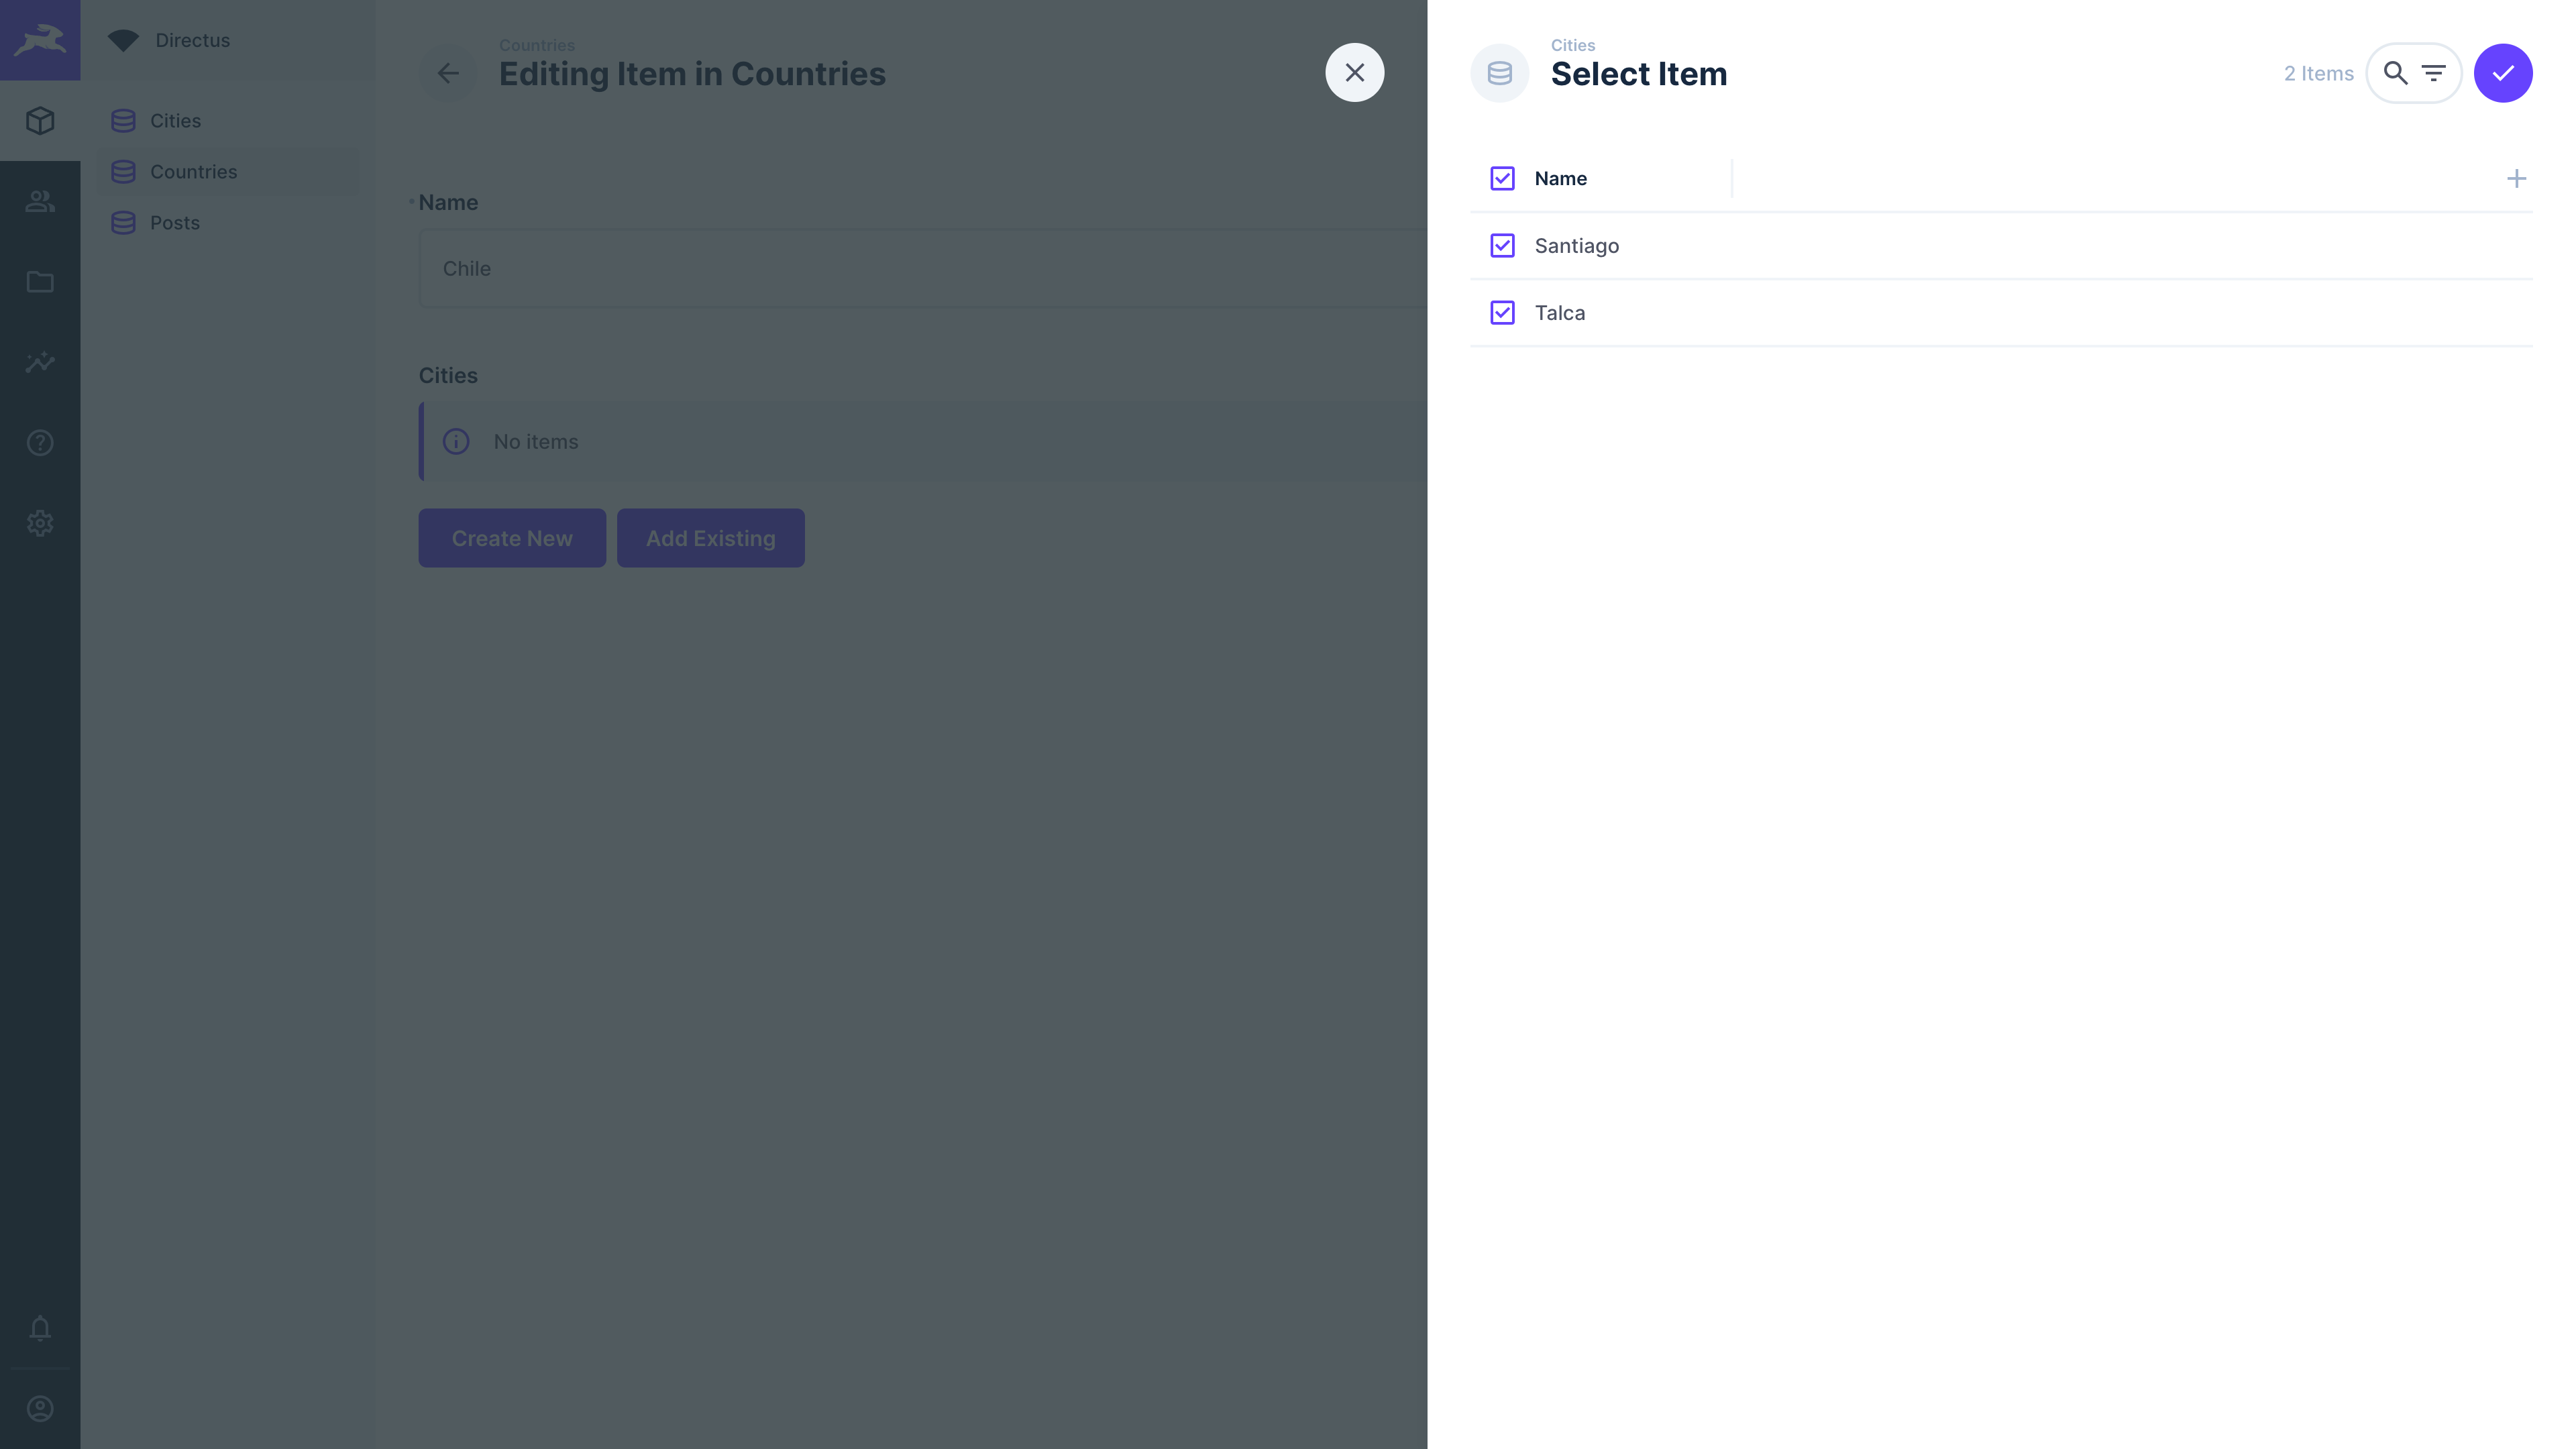 Directus
Cities
Countries
Posts
Countries
Editing Item in Countries
Name
Chile
Cities
No items
Create New
Add Existing
Cities
Select Item
2 Items
Name
Santiago
Talca